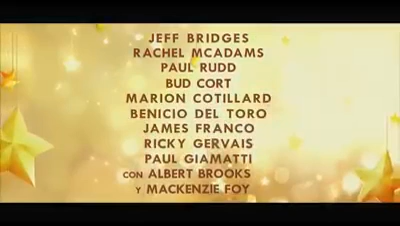 JEFF BRIDGES
RACHEL MCADAMS
PAUL RUDD
BUD CORT
MARION COTILLARD
BENICIO DEL TORO
JAMES FRANCO
RICKY GERVAIS
PAUL GIAMATTI
CON ALBERT BROOKS
Y MACKENZIE FOY